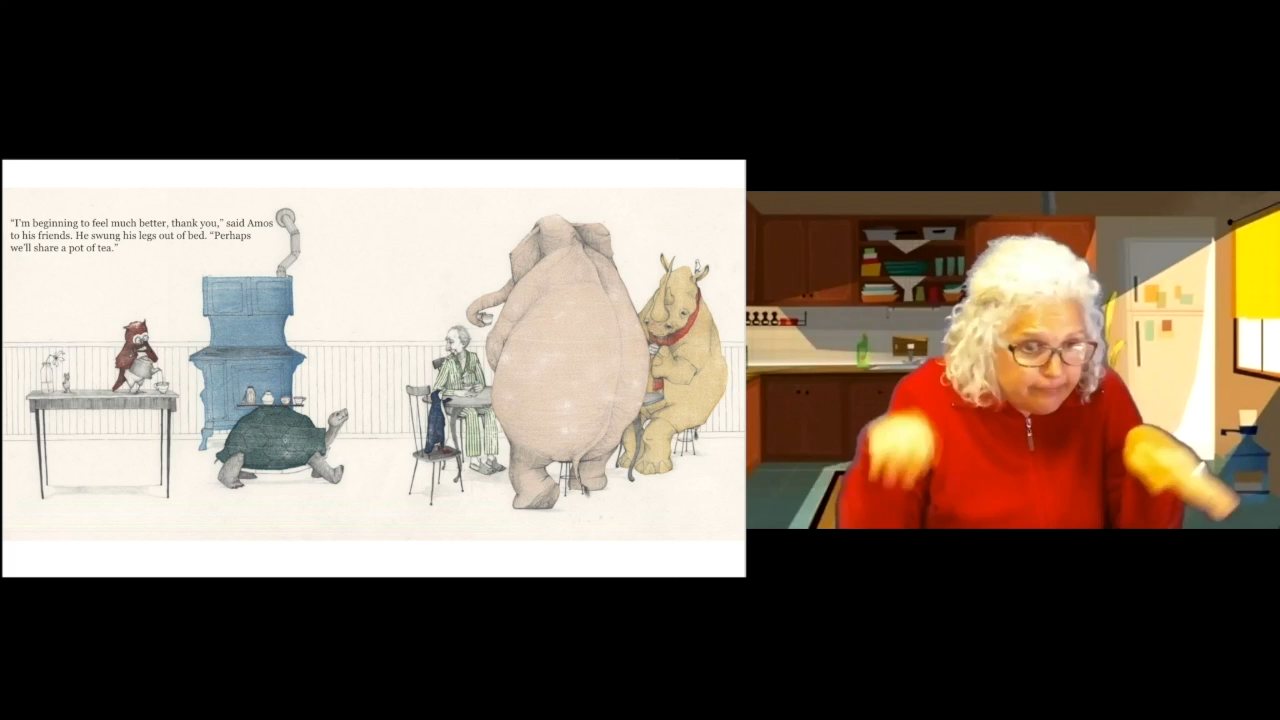 "I'm beginning to feel much better, thank you," said Amos
to his friends. He swung his legs out of bed. "Perhaps
we'll share a pot of tea."